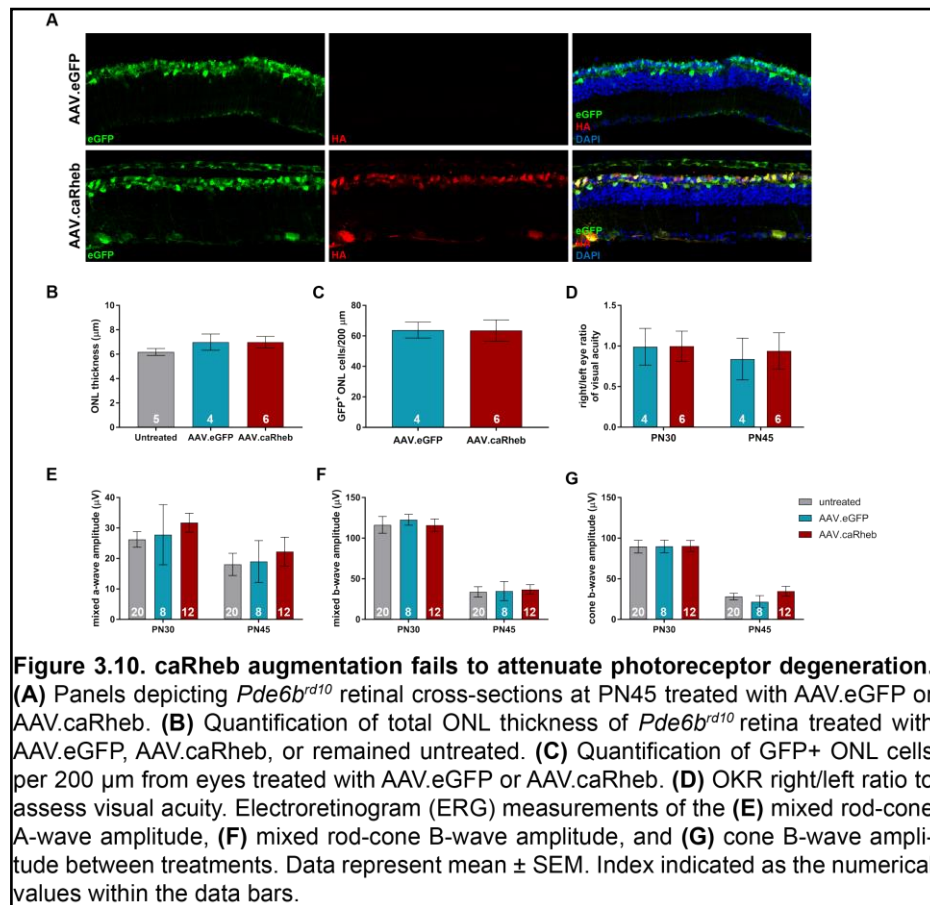 A
AAV.eGFP
eGFP
HA
eGFP
HA
DAPI
AAV.caRheb
eGFP
HA
eGFP
DAPI
B
ONL thickness (µm)
8
6
4
2
0
5
4
6
Untreated AAV.eGFP AAV.caRheb
C
GFP+ ONL cells/200 µm
80
60
40
20
0
4
6
AAV.eGFP AAV.caRheb
D
right/left eye ratio
of visual acuity
1.5
1.0
0.5
0.0
4 6 4 6
PN30 PN45
E
mixed a-wave amplitude (µV)
40
30
20
10
0
20 8 12 20 8 12
PN30 PN45
F
mixed b-wave amplitude (µV)
150
100
50
0
20 8 12 20 8 12
PN30 PN45
G
cone b-wave amplitude (µV)
150
100
50
0
20 8 12 20 8 12
PN30 PN45
untreated
AAV.eGFP
AAV.caRheb
Figure 3.10. caRheb augmentation fails to attenuate photoreceptor degeneration.
(A) Panels depicting Pde6brd10 retinal cross-sections at PN45 treated with AAV.eGFP or
AAV.caRheb. (B) Quantification of total ONL thickness of Pde6brd10 retina treated with
AAV.eGFP, AAV.caRheb, or remained untreated. (C) Quantification of GFP+ ONL cells
per 200 µm from eyes treated with AAV.eGFP or AAV.caRheb. (D) OKR right/left ratio to
assess visual acuity. Electroretinogram (ERG) measurements of the (E) mixed rod-cone
A-wave amplitude, (F) mixed rod-cone B-wave amplitude, and (G) cone B-wave ampli-
tude between treatments. Data represent mean ± SEM. Index indicated as the numerical
values within the data bars.